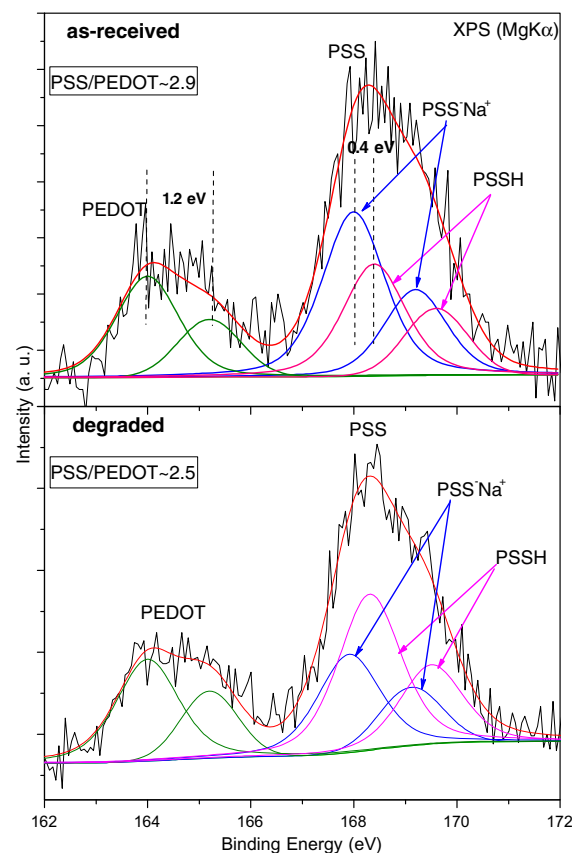 as-received
XPS (MgKα)
PSS
PSS/PEDOT~2.9
PSS⁻Na⁺
0.4 eV
PSSH
1.2 eV
PEDOT
Intensity (a. u.)
degraded
PSS
PSS/PEDOT~2.5
PSS⁻Na⁺
PSSH
PEDOT
162 164 166 168 170 172
Binding Energy (eV)